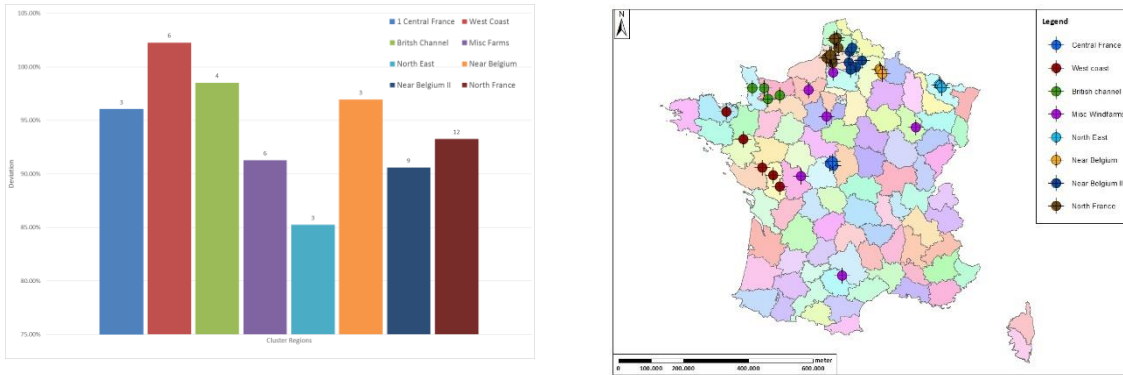 105.00%
100.00%
95.00%
90.00%
85.00%
80.00%
75.00%
Deviation
3
6
4
6
3
3
9
12
1 Central France
West Coast
Britsh Channel
Misc Farms
North East
Near Belgium
Near Belgium II
North France
Cluster Regions
N
Legend
Central France
West coast
British channel
Misc Windfarms
North East
Near Belgium
Near Belgium II
North France
meter
0 100.000 200.000 400.000 600.000